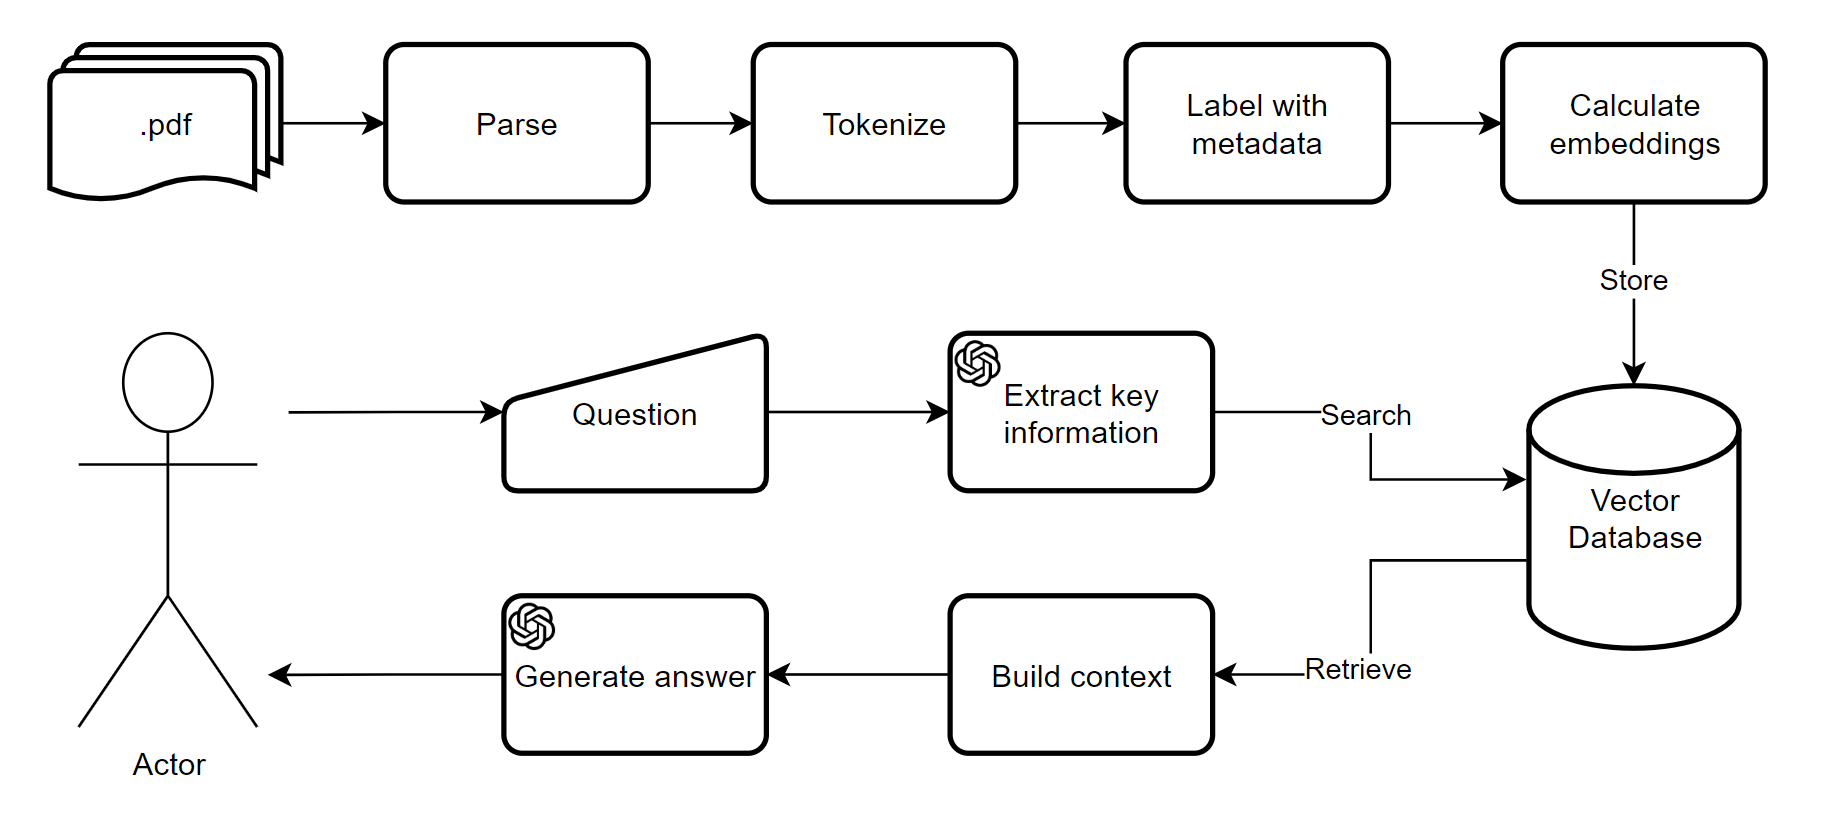 .pdf
Parse
Tokenize
Label with
metadata
Calculate
embeddings
Store
Question
Extract key
information
Search
Vector
Database
Retrieve
Build context
Generate answer
Actor